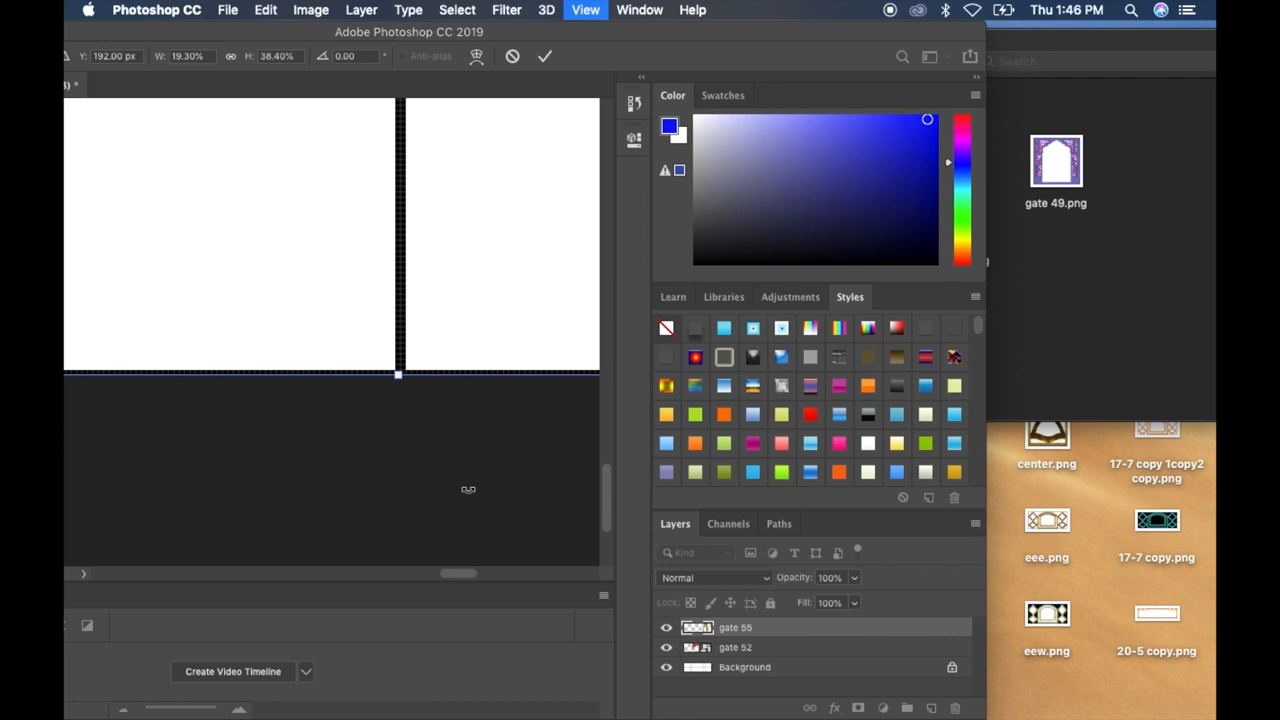 Photoshop CC File Edit Image Layer Type Select Filter 3D View Window Help Thu 1:46 PM
Adobe Photoshop CC 2019
Y: 192.00 px W: 19.30% H: 38.40% 0.00 ° Anti-alias
Search
) *
Color Swatches
gate 49.png
Learn Libraries Adjustments Styles
center.png
17-7 copy 1copy2 copy.png
Layers Channels Paths
Kind
eee.png
17-7 copy.png
Normal Opacity: 100%
Lock: Fill: 100%
gate 55
gate 52
eew.png
20-5 copy.png
Background
Create Video Timeline